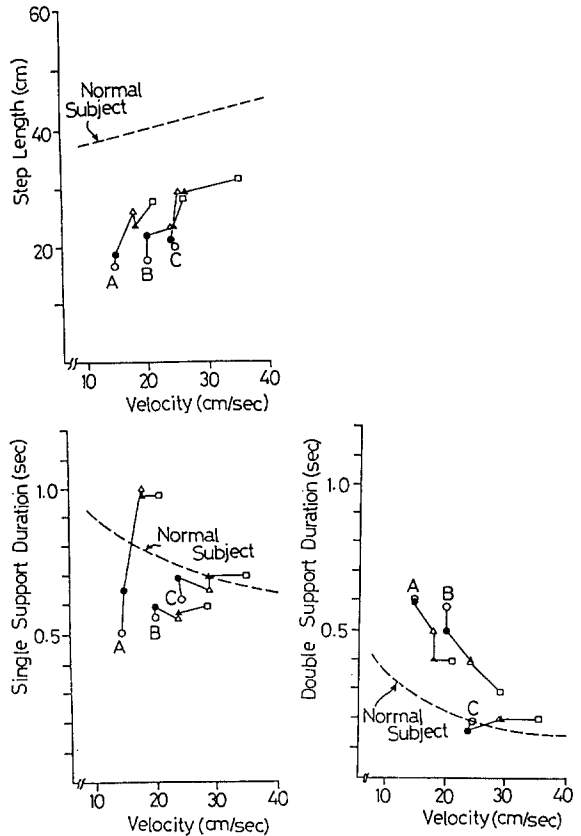 60
40
20
Step Length (cm)
Normal
Subject
A
B
C
10 20 30 40
Velocity (cm/sec)
1.0
0.5
Single Support Duration (sec)
Normal
Subject
A
B
C
10 20 30 40
Velocity (cm/sec)
1.0
0.5
Double Support Duration (sec)
A
B
C
Normal
Subject
10 20 30 40
Velocity (cm/sec)